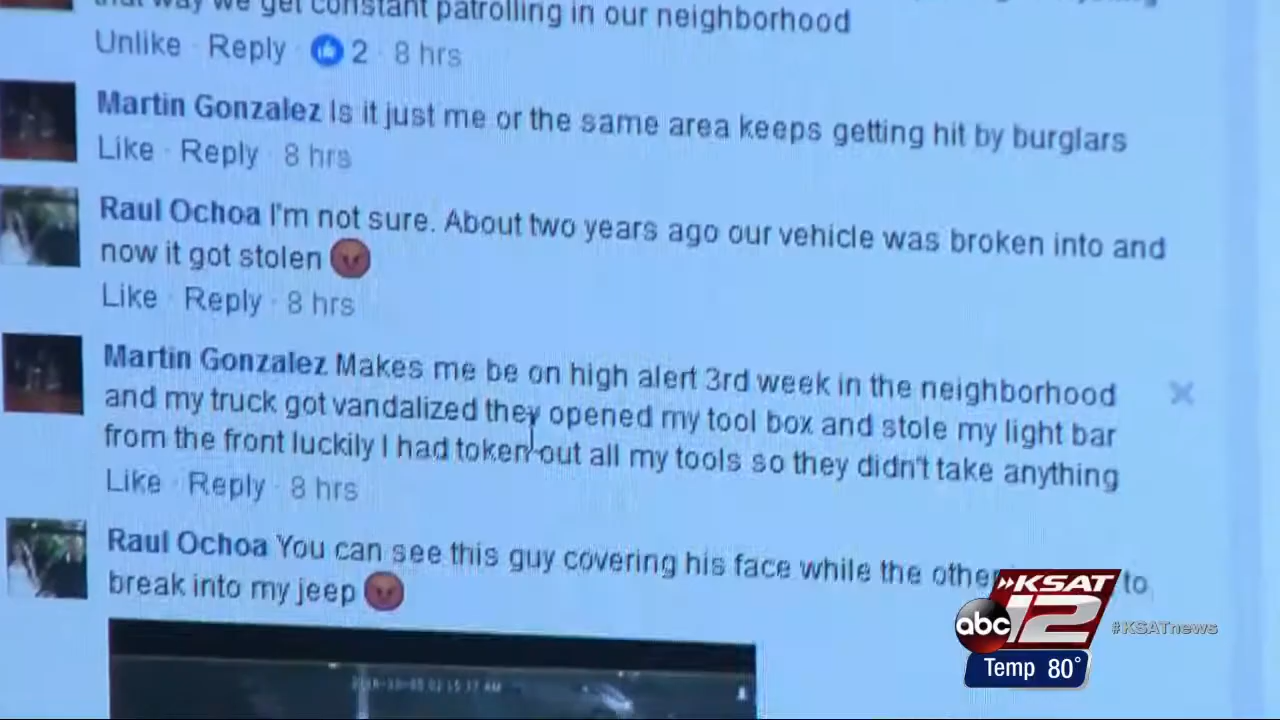 that way we get constant patrolling in our neighborhood
Unlike · Reply · 2 · 8 hrs
Martin Gonzalez Is it just me or the same area keeps getting hit by burglars
Like · Reply · 8 hrs
Raul Ochoa I'm not sure. About two years ago our vehicle was broken into and
now it got stolen
Like · Reply · 8 hrs
Martin Gonzalez Makes me be on high alert 3rd week in the neighborhood
and my truck got vandalized they opened my tool box and stole my light bar
from the front luckily I had token out all my tools so they didn't take anything
Like · Reply · 8 hrs
Raul Ochoa You can see this guy covering his face while the other to
break into my jeep
»KSAT
abc 12
#KSATnews
Temp 80°